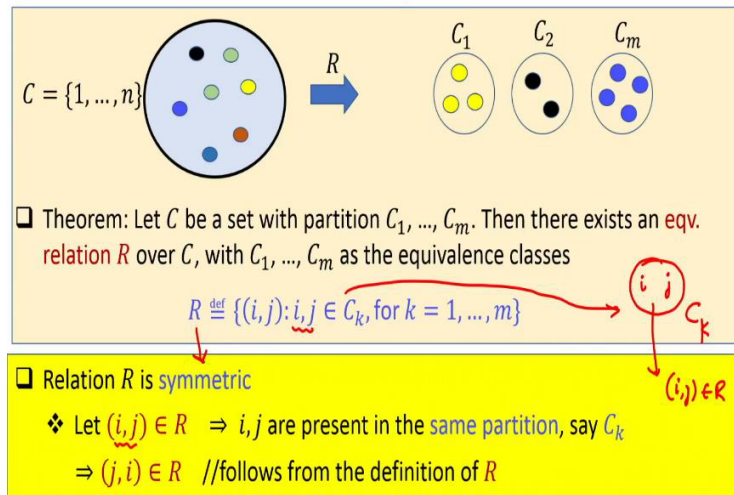 C₁ C₂ Cₘ
R
C = {1, ..., n}
❑ Theorem: Let C be a set with partition C₁, ..., Cₘ. Then there exists an eqv.
relation R over C, with C₁, ..., Cₘ as the equivalence classes
i j
R ≝ {(i, j): i, j ∈ Cₖ, for k = 1, ..., m}
Cₖ
❑ Relation R is symmetric
(i,j) ∈ R
❖ Let (i, j) ∈ R ⇒ i, j are present in the same partition, say Cₖ
⇒ (j, i) ∈ R //follows from the definition of R